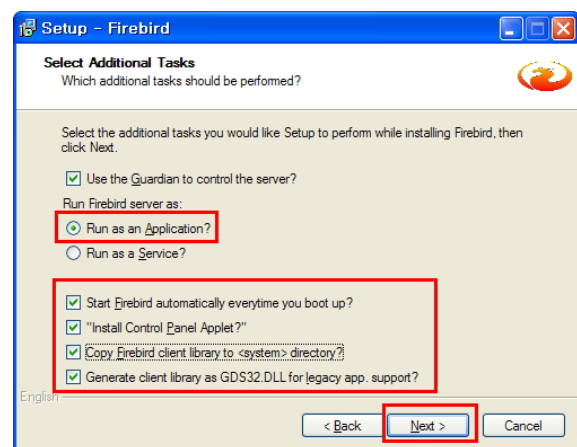 Setup - Firebird
Select Additional Tasks
Which additional tasks should be performed?
Select the additional tasks you would like Setup to perform while installing Firebird, then
click Next.
Use the Guardian to control the server?
Run Firebird server as:
Run as an Application?
Run as a Service?
Start Firebird automatically everytime you boot up?
"Install Control Panel Applet?"
Copy Firebird client library to <system> directory?
Generate client library as GDS32.DLL for legacy app. support?
English
< Back Next > Cancel